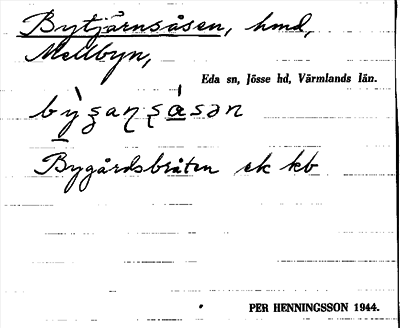 Bytjärnsåsen, hmd,
Mellbyn,
Eda sn, Jösse hd, Värmlands län.
Bygårdsbråten ek kb
PER HENNINGSSON 1944.